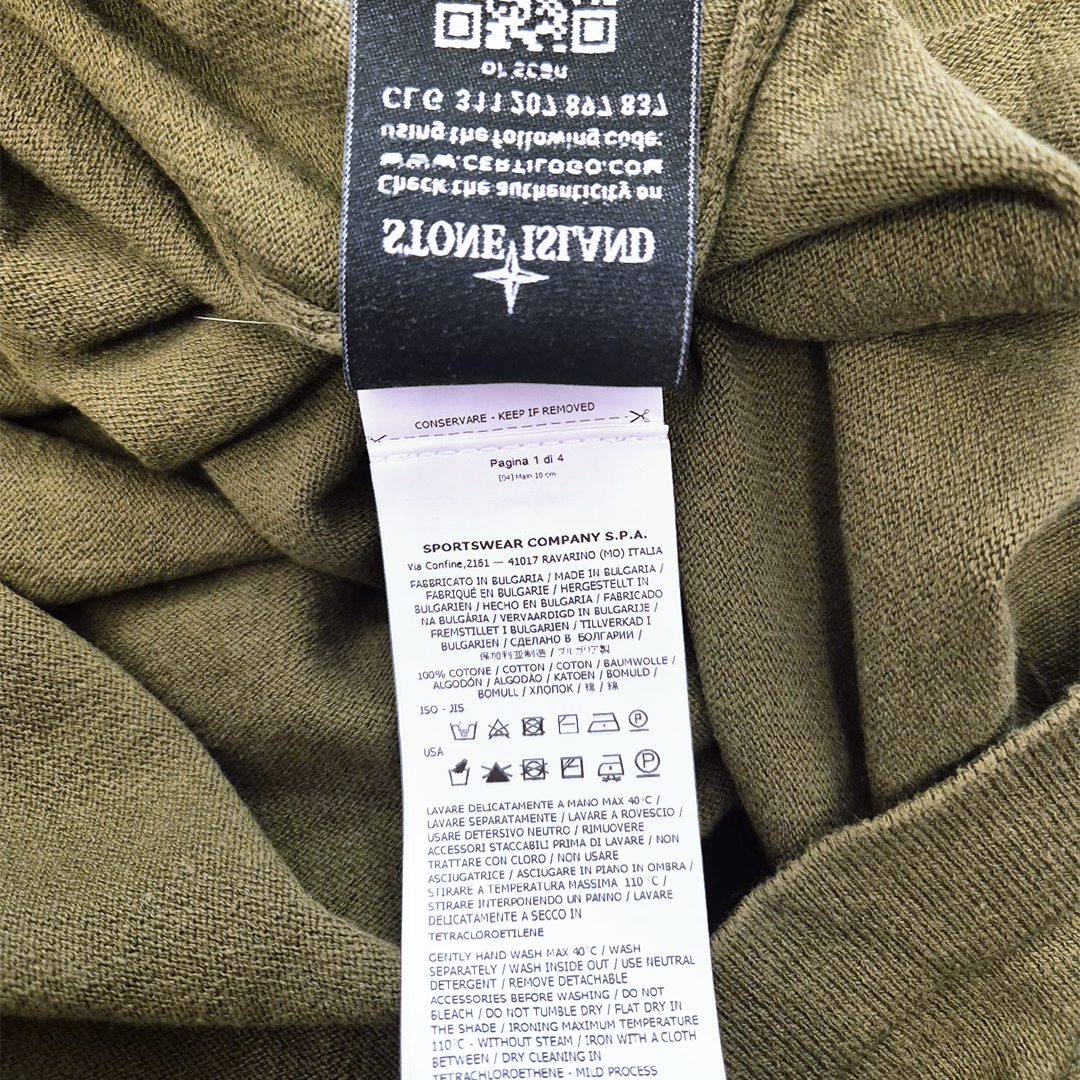 STONE ISLAND
Check the authenticity on
WWW.CERTILOGO.COM
using the following code:
CLG 311 207 897 837
or scan
CONSERVARE - KEEP IF REMOVED
Pagina 1 di 4
[04] Main 10 cm
SPORTSWEAR COMPANY S.P.A.
Via Confine,2161 — 41017 RAVARINO (MO) ITALIA
FABBRICATO IN BULGARIA / MADE IN BULGARIA /
FABRIQUÉ EN BULGARIE / HERGESTELLT IN
BULGARIEN / HECHO EN BULGARIA / FABRICADO
NA BULGÁRIA / VERVAARDIGD IN BULGARIJE /
FREMSTILLET I BULGARIEN / TILLVERKAD I
BULGARIEN / СДЕЛАНО В БОЛГАРИИ /
保加利亚制造 / ブルガリア製
100% COTONE / COTTON / COTON / BAUMWOLLE /
ALGODÓN / ALGODÃO / KATOEN / BOMULD /
BOMULL / ХЛОПОК / 棉 / 綿
ISO - JIS
USA
LAVARE DELICATAMENTE A MANO MAX 40°C /
LAVARE SEPARATAMENTE / LAVARE A ROVESCIO /
USARE DETERSIVO NEUTRO / RIMUOVERE
ACCESSORI STACCABILI PRIMA DI LAVARE / NON
TRATTARE CON CLORO / NON USARE
ASCIUGATRICE / ASCIUGARE IN PIANO IN OMBRA /
STIRARE A TEMPERATURA MASSIMA 110°C /
STIRARE INTERPONENDO UN PANNO / LAVARE
DELICATAMENTE A SECCO IN
TETRACLOROETILENE
GENTLY HAND WASH MAX 40°C / WASH
SEPARATELY / WASH INSIDE OUT / USE NEUTRAL
DETERGENT / REMOVE DETACHABLE
ACCESSORIES BEFORE WASHING / DO NOT
BLEACH / DO NOT TUMBLE DRY / FLAT DRY IN
THE SHADE / IRONING MAXIMUM TEMPERATURE
110°C - WITHOUT STEAM / IRON WITH A CLOTH
BETWEEN / DRY CLEANING IN
TETRACHLOROETHENE - MILD PROCESS